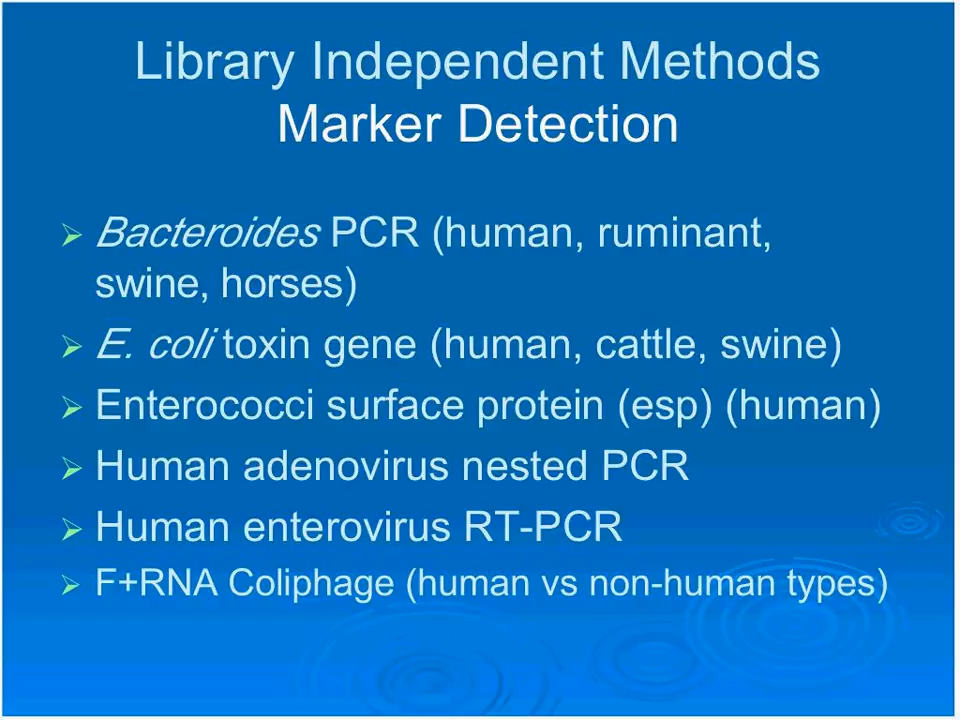 Library Independent Methods
Marker Detection
Bacteroides PCR (human, ruminant,
swine, horses)
E. coli toxin gene (human, cattle, swine)
Enterococci surface protein (esp) (human)
Human adenovirus nested PCR
Human enterovirus RT-PCR
F+RNA Coliphage (human vs non-human types)